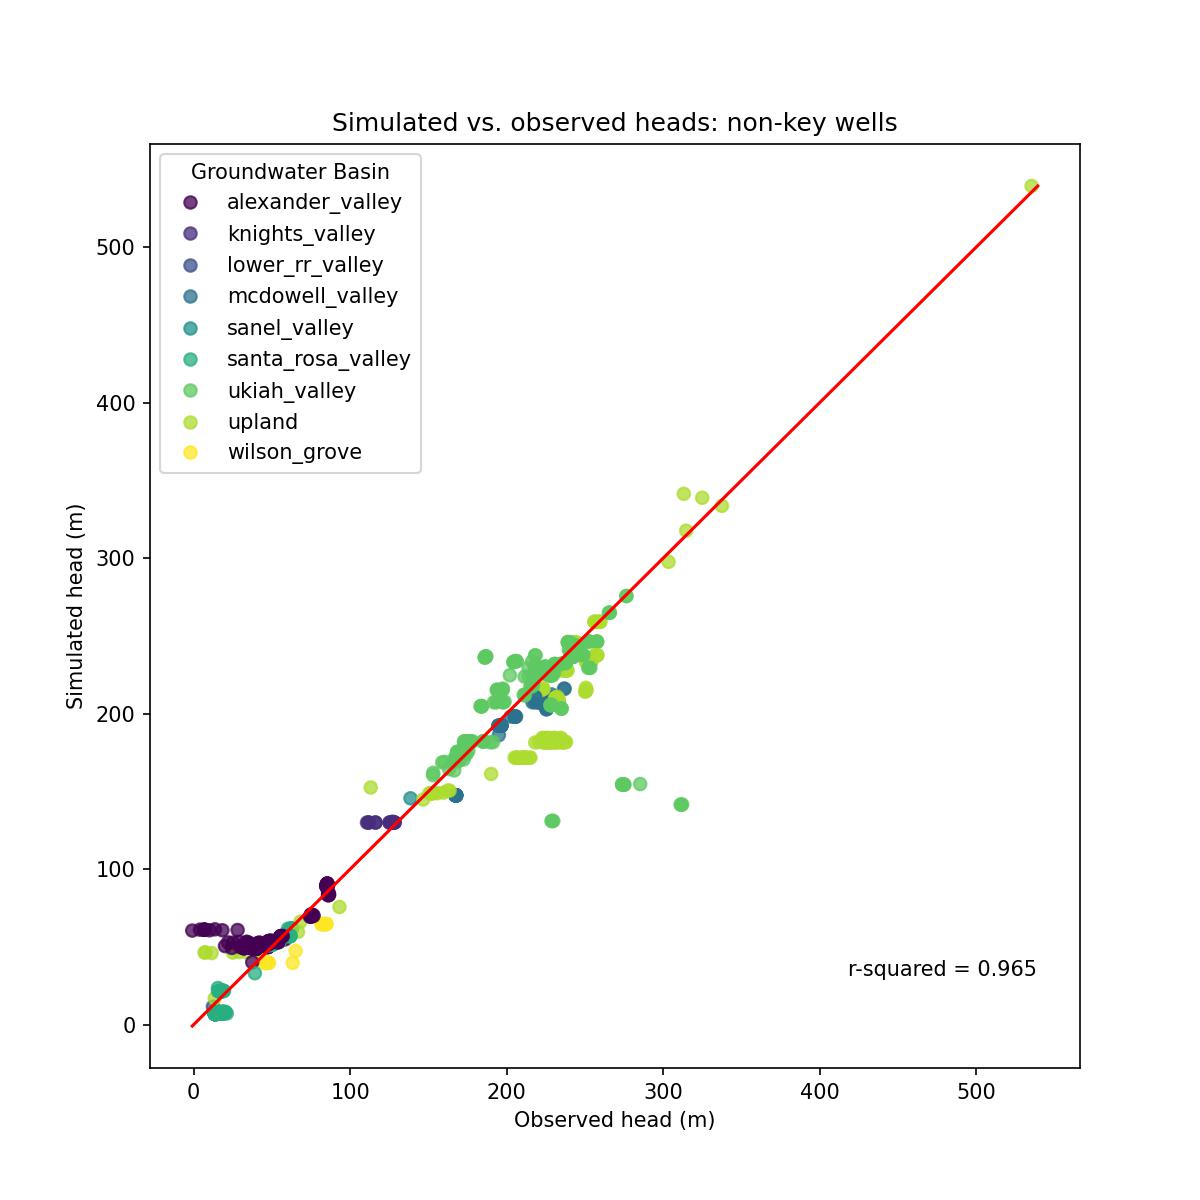 Simulated vs. observed heads: non-key wells
Groundwater Basin
alexander_valley
knights_valley
lower_rr_valley
mcdowell_valley
sanel_valley
santa_rosa_valley
ukiah_valley
upland
wilson_grove
500
400
300
200
100
0
Simulated head (m)
r-squared = 0.965
0 100 200 300 400 500
Observed head (m)